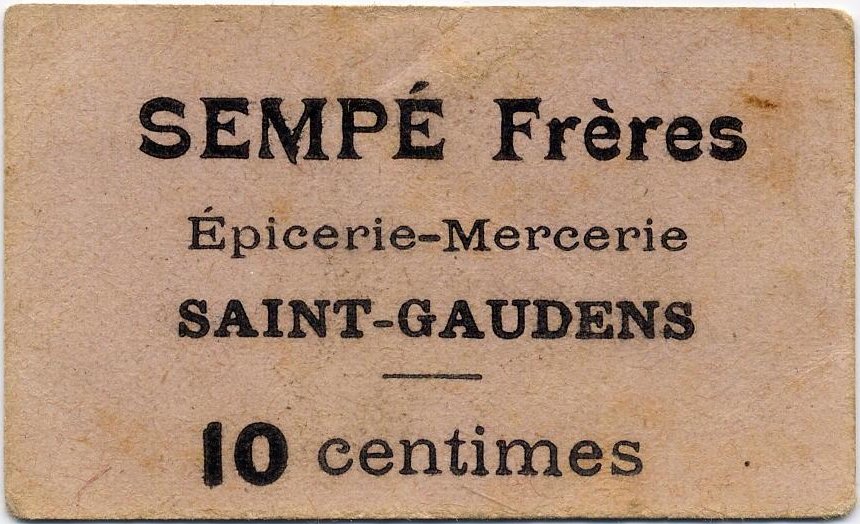 SEMPÉ Frères
Épicerie-Mercerie
SAINT-GAUDENS
10 centimes